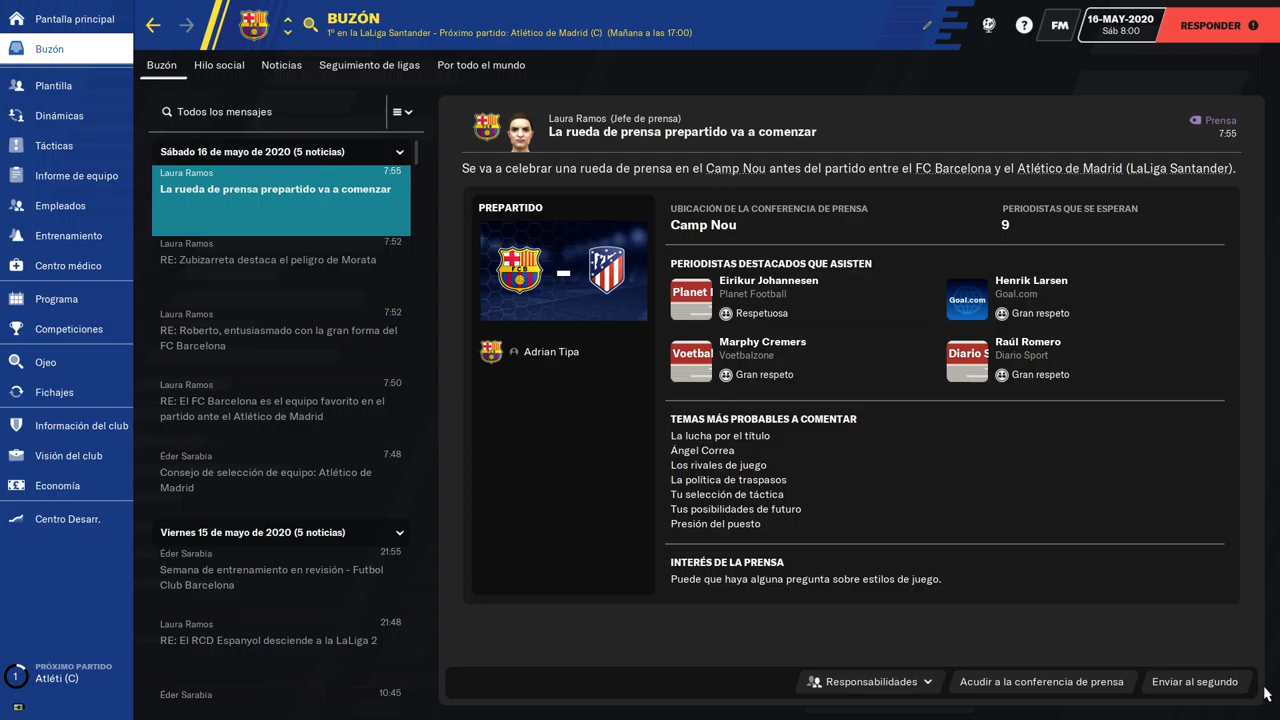 Pantalla principal
Buzón
Plantilla
Dinámicas
Tácticas
Informe de equipo
Empleados
Entrenamiento
Centro médico
Programa
Competiciones
Ojeo
Fichajes
Información del club
Visión del club
Economía
Centro Desarr.
1
PRÓXIMO PARTIDO
Atléti (C)
BUZÓN
1º en la LaLiga Santander - Próximo partido: Atlético de Madrid (C) (Mañana a las 17:00)
?
FM
16-MAY-2020
Sáb 8:00
RESPONDER
Buzón
Hilo social
Noticias
Seguimiento de ligas
Por todo el mundo
Todos los mensajes
Sábado 16 de mayo de 2020 (5 noticias)
Laura Ramos 7:55
La rueda de prensa prepartido va a comenzar
Laura Ramos 7:52
RE: Zubizarreta destaca el peligro de Morata
Laura Ramos 7:52
RE: Roberto, entusiasmado con la gran forma del
FC Barcelona
Laura Ramos 7:50
RE: El FC Barcelona es el equipo favorito en el
partido ante el Atlético de Madrid
Éder Sarabia 7:48
Consejo de selección de equipo: Atlético de
Madrid
Viernes 15 de mayo de 2020 (5 noticias)
Éder Sarabia 21:55
Semana de entrenamiento en revisión - Futbol
Club Barcelona
Laura Ramos 21:48
RE: El RCD Espanyol desciende a la LaLiga 2
Éder Sarabia 10:45
Laura Ramos (Jefe de prensa)
La rueda de prensa prepartido va a comenzar
Prensa
7:55
Se va a celebrar una rueda de prensa en el Camp Nou antes del partido entre el FC Barcelona y el Atlético de Madrid (LaLiga Santander).
PREPARTIDO
FCB
Adrian Tipa
UBICACIÓN DE LA CONFERENCIA DE PRENSA
Camp Nou
PERIODISTAS QUE SE ESPERAN
9
PERIODISTAS DESTACADOS QUE ASISTEN
Planet F
Eirikur Johannesen
Planet Football
Respetuosa
Goal.com
Henrik Larsen
Goal.com
Gran respeto
Voetbal
Marphy Cremers
Voetbalzone
Gran respeto
Diario S
Raúl Romero
Diario Sport
Gran respeto
TEMAS MÁS PROBABLES A COMENTAR
La lucha por el título
Ángel Correa
Los rivales de juego
La política de traspasos
Tu selección de táctica
Tus posibilidades de futuro
Presión del puesto
INTERÉS DE LA PRENSA
Puede que haya alguna pregunta sobre estilos de juego.
Responsabilidades
Acudir a la conferencia de prensa
Enviar al segundo